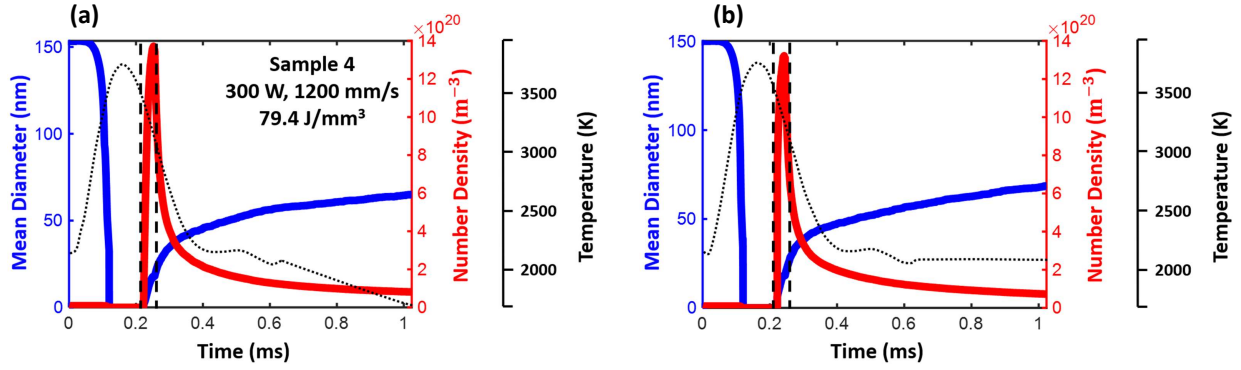 (a)
×10²⁰
Sample 4
300 W, 1200 mm/s
79.4 J/mm³
Mean Diameter (nm)
150
100
50
0
0 0.2 0.4 0.6 0.8 1
Time (ms)
14
12
10
8
6
4
2
0
Number Density (m⁻³)
3500
3000
2500
2000
Temperature (K)
(b)
×10²⁰
Mean Diameter (nm)
150
100
50
0
0 0.2 0.4 0.6 0.8 1
Time (ms)
14
12
10
8
6
4
2
0
Number Density (m⁻³)
3500
3000
2500
2000
Temperature (K)